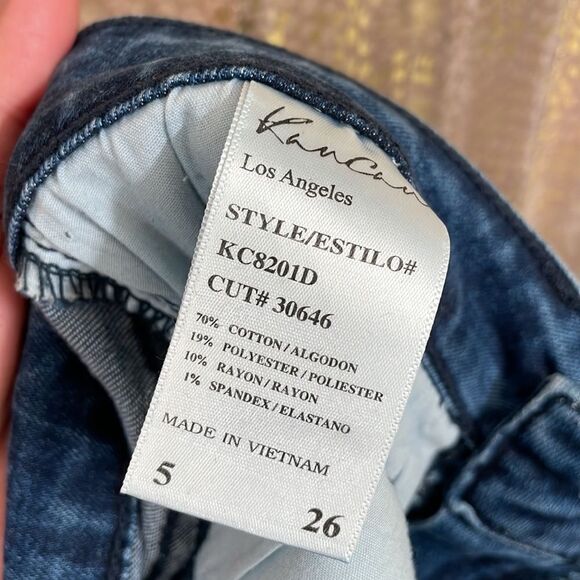 KanCan
Los Angeles
STYLE/ESTILO#
KC8201D
CUT# 30646
70% COTTON/ALGODON
19% POLYESTER/POLIESTER
10% RAYON/RAYON
1% SPANDEX/ELASTANO
MADE IN VIETNAM
5 26